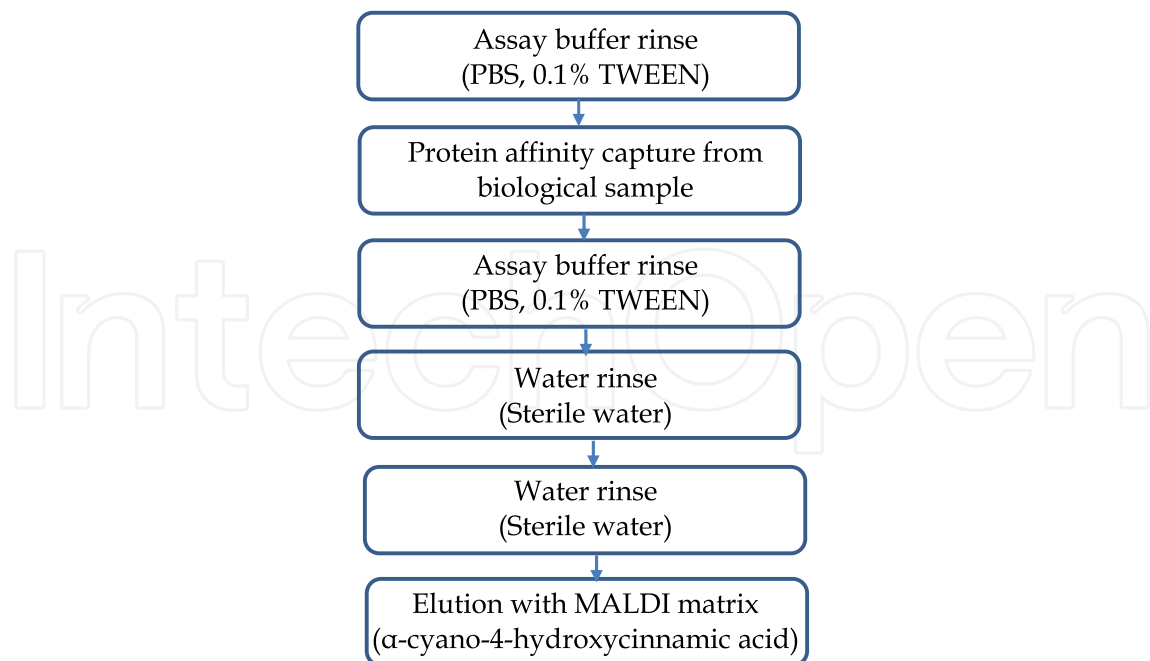 Assay buffer rinse
(PBS, 0.1% TWEEN)
Protein affinity capture from
biological sample
Assay buffer rinse
(PBS, 0.1% TWEEN)
IntechOpen
Water rinse
(Sterile water)
Water rinse
(Sterile water)
Elution with MALDI matrix
(α-cyano-4-hydroxycinnamic acid)